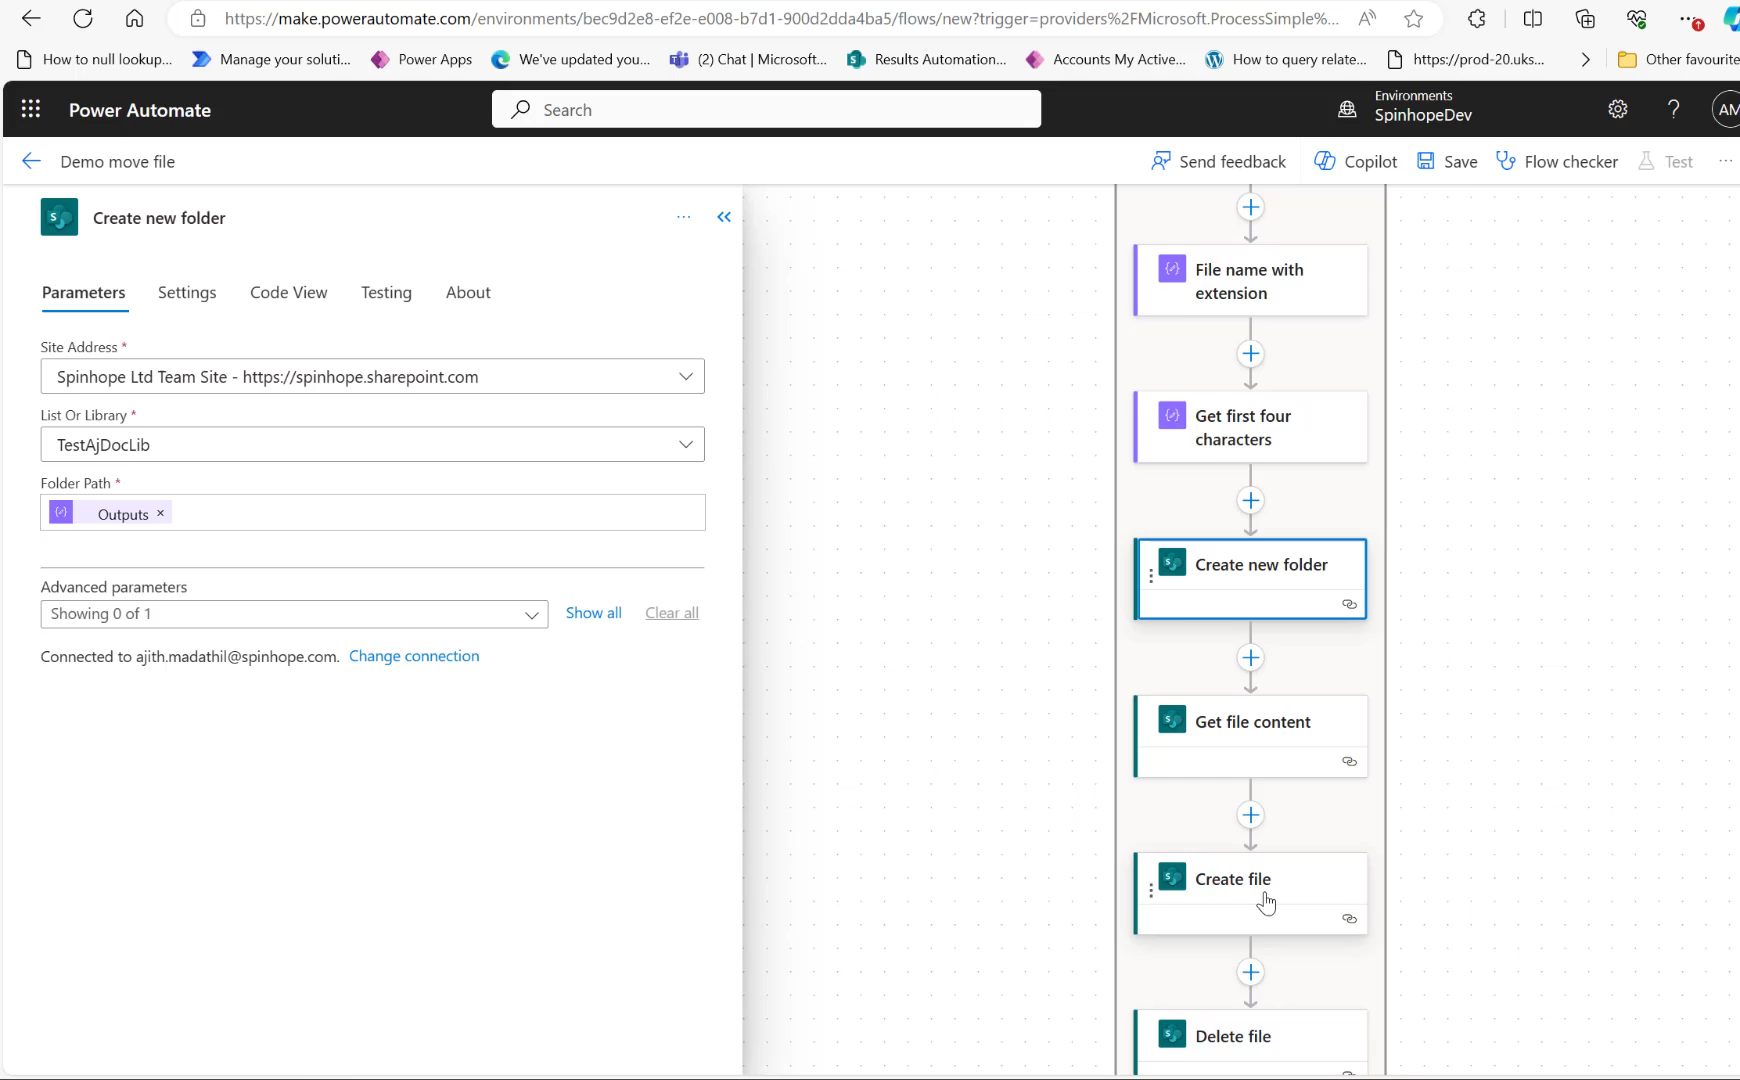 https://make.powerautomate.com/environments/bec9d2e8-ef2e-e008-b7d1-900d2dda4ba5/flows/new?trigger=providers%2FMicrosoft.ProcessSimple%...
How to null lookup...
Manage your soluti...
Power Apps
We've updated you...
(2) Chat | Microsoft...
Results Automation...
Accounts My Active...
How to query relate...
https://prod-20.uks...
Other favourite
Power Automate
Search
Environments
SpinhopeDev
AM
Demo move file
Send feedback
Copilot
Save
Flow checker
Test
Create new folder
Parameters
Settings
Code View
Testing
About
Site Address *
Spinhope Ltd Team Site - https://spinhope.sharepoint.com
List Or Library *
TestAjDocLib
Folder Path *
Outputs ×
Advanced parameters
Showing 0 of 1
Show all
Clear all
Connected to ajith.madathil@spinhope.com. Change connection
File name with
extension
Get first four
characters
Create new folder
Get file content
Create file
Delete file